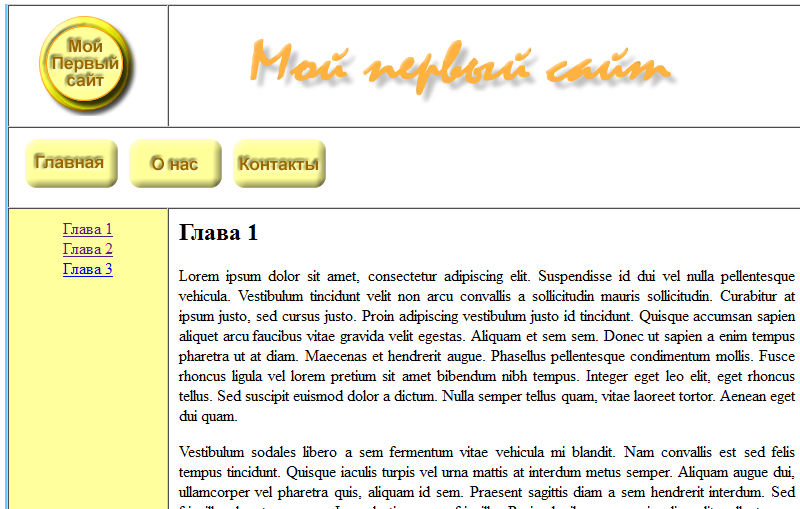 Мой
Первый
сайт
Мой первый сайт
Главная
О нас
Контакты
Глава 1
Глава 2
Глава 3
Глава 1
Lorem ipsum dolor sit amet, consectetur adipiscing elit. Suspendisse id dui vel nulla pellentesque
vehicula. Vestibulum tincidunt velit non arcu convallis a sollicitudin mauris sollicitudin. Curabitur at
ipsum justo, sed cursus justo. Proin adipiscing vestibulum justo id tincidunt. Quisque accumsan sapien
aliquet arcu faucibus vitae gravida velit egestas. Aliquam et sem sem. Donec ut sapien a enim tempus
pharetra ut at diam. Maecenas et hendrerit augue. Phasellus pellentesque condimentum mollis. Fusce
rhoncus ligula vel lorem pretium sit amet bibendum nibh tempus. Integer eget leo elit, eget rhoncus
tellus. Sed suscipit euismod dolor a dictum. Nulla semper tellus quam, vitae laoreet tortor. Aenean eget
dui quam.
Vestibulum sodales libero a sem fermentum vitae vehicula mi blandit. Nam convallis est sed felis
tempus tincidunt. Quisque iaculis turpis vel urna mattis at interdum metus semper. Aliquam augue dui,
ullamcorper vel pharetra quis, aliquam id sem. Praesent sagittis diam a sem hendrerit interdum. Sed